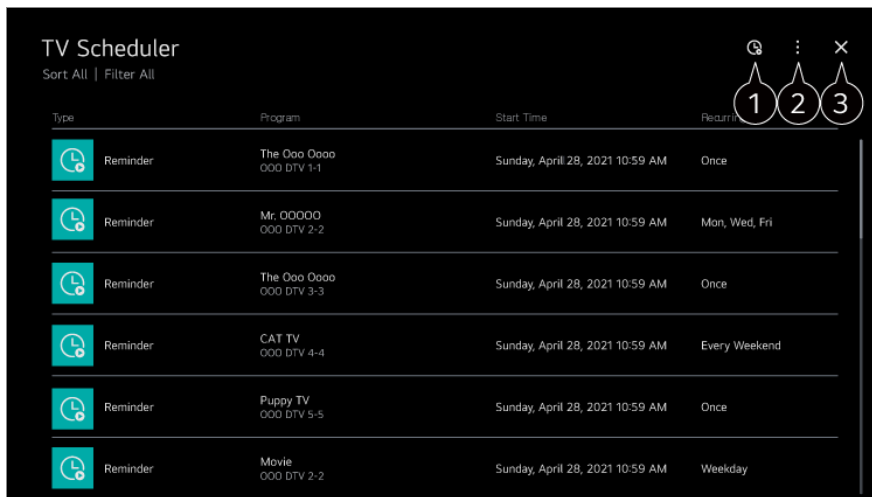 TV Scheduler
Sort All | Filter All
1 2 3
Type Program Start Time
Reminder The Ooo Oooo Sunday, April 28, 2021 10:59 AM Once
OOO DTV 1-1
Reminder Mr. OOOOO Sunday, April 28, 2021 10:59 AM Mon, Wed, Fri
OOO DTV 2-2
Reminder The Ooo Oooo Sunday, April 28, 2021 10:59 AM Once
OOO DTV 3-3
Reminder CAT TV Sunday, April 28, 2021 10:59 AM Every Weekend
OOO DTV 4-4
Reminder Puppy TV Sunday, April 28, 2021 10:59 AM Once
OOO DTV 5-5
Reminder Movie Sunday, April 28, 2021 10:59 AM Weekday
OOO DTV 2-2